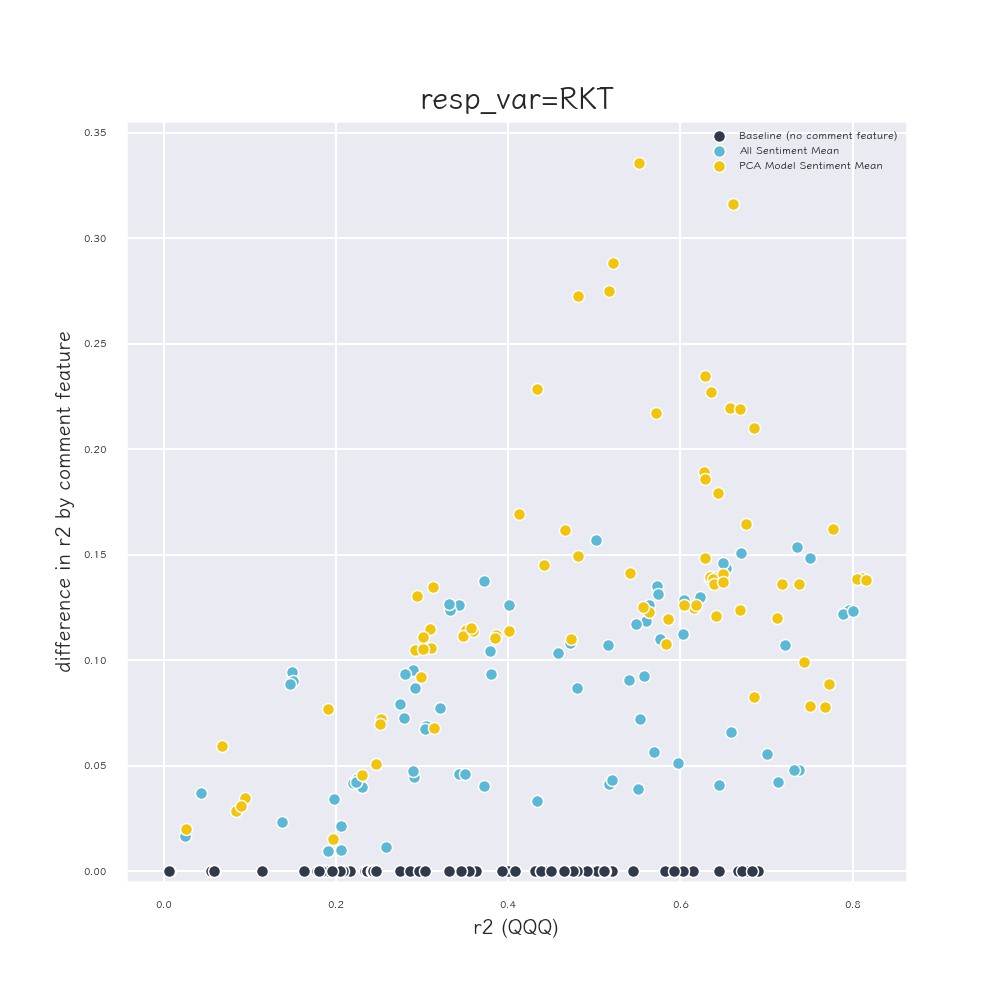 resp_var=RKT
Baseline (no comment feature)
All Sentiment Mean
PCA Model Sentiment Mean
difference in r2 by comment feature
0.35
0.30
0.25
0.20
0.15
0.10
0.05
0.00
0.0 0.2 0.4 0.6 0.8
r2 (QQQ)